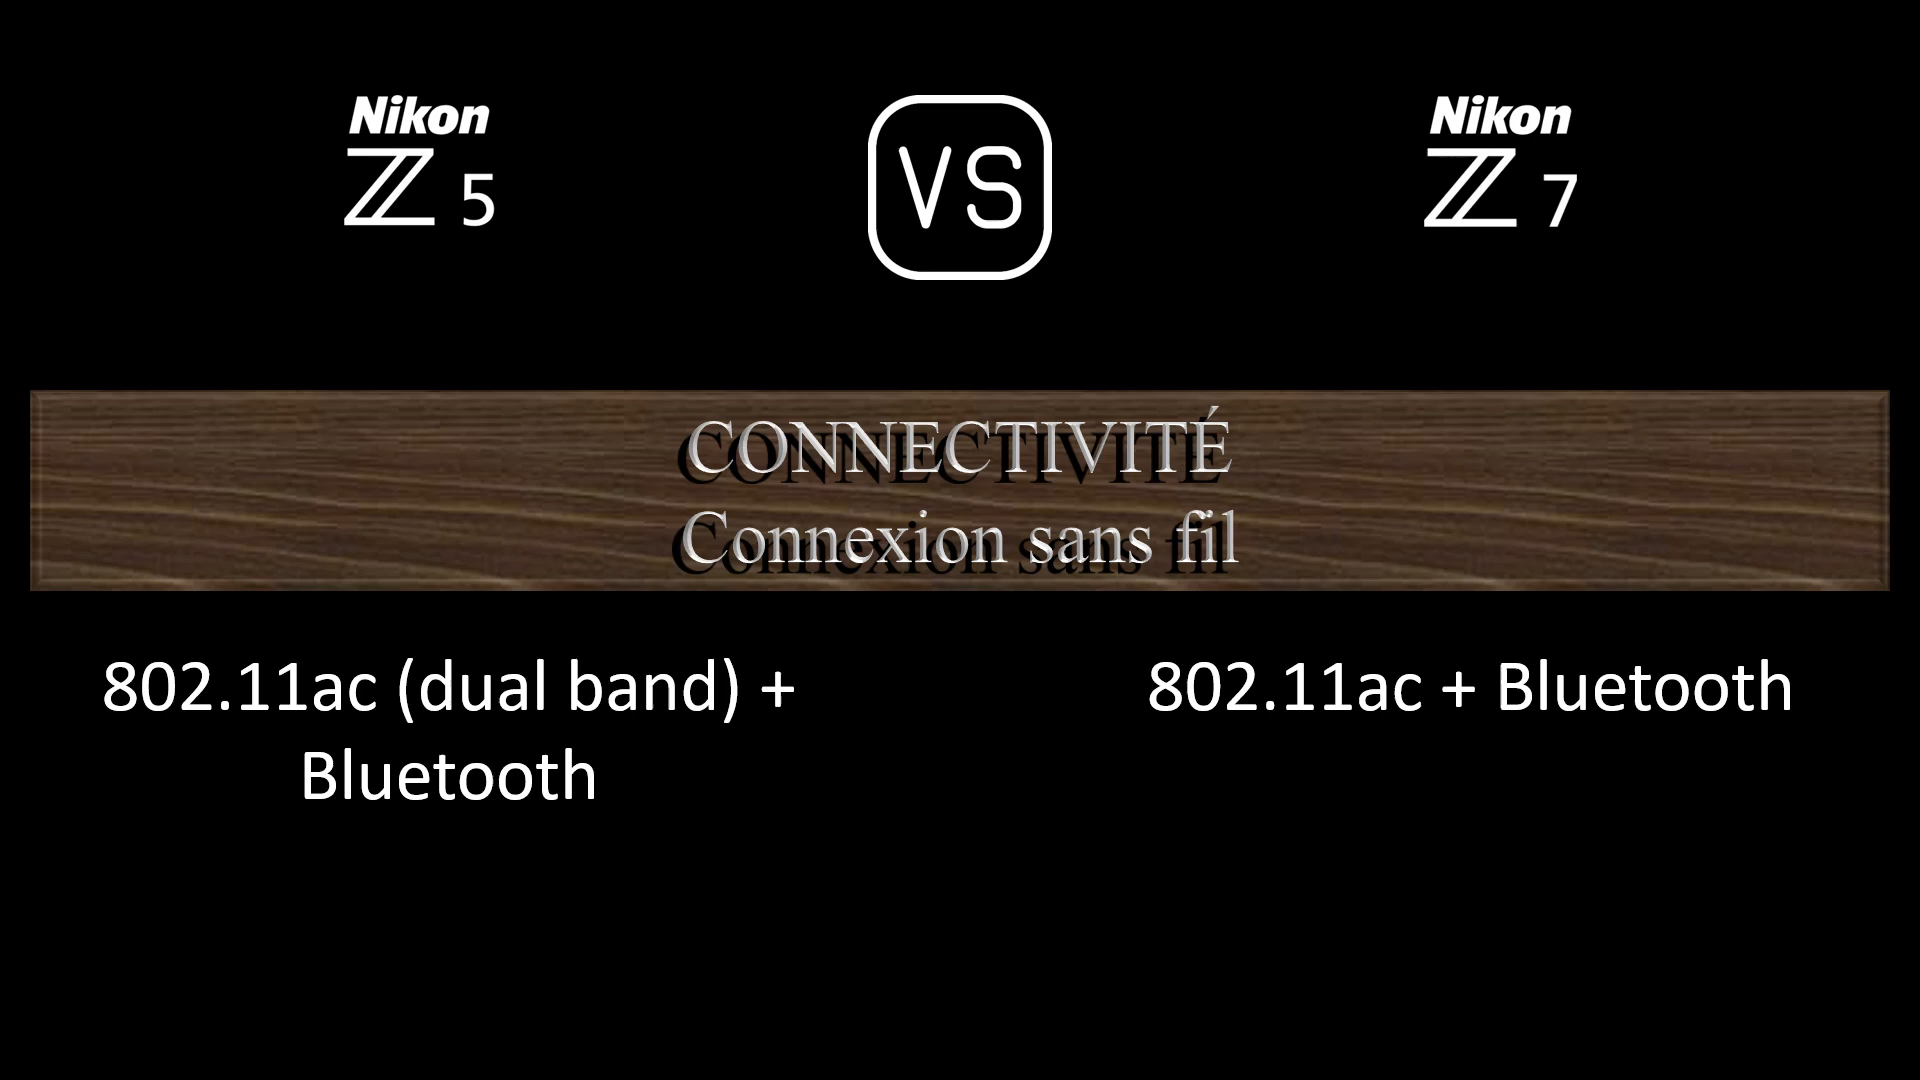 Nikon
Z 5
VS
Nikon
Z 7
CONNECTIVITÉ
Connexion sans fil
802.11ac (dual band) +
Bluetooth
802.11ac + Bluetooth